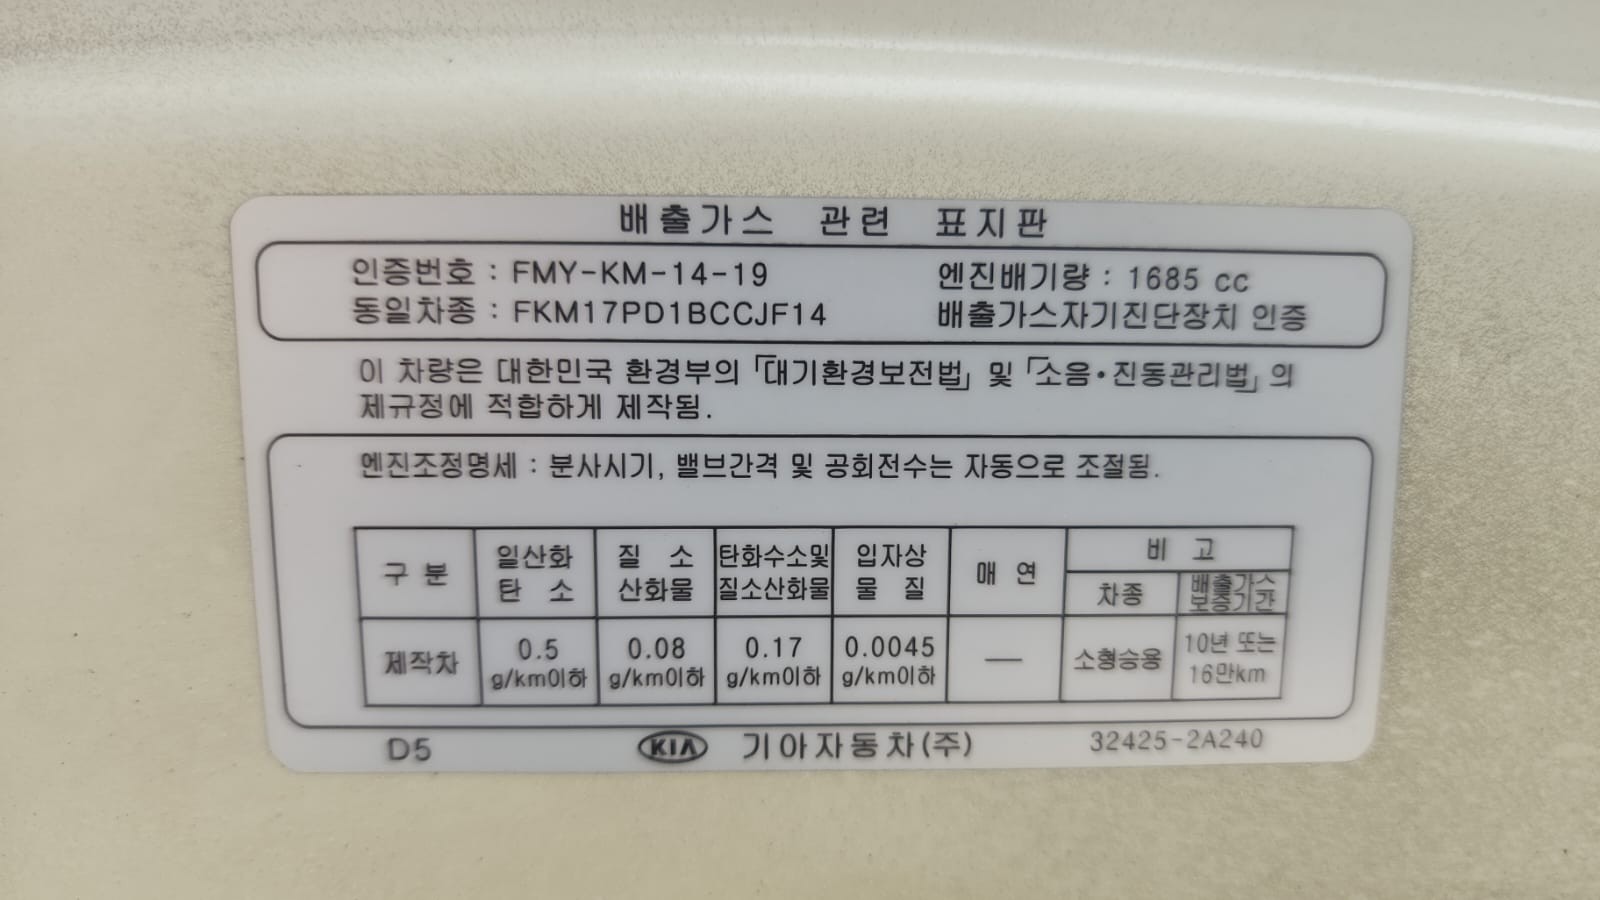 배출가스 관련 표지판
인증번호 : FMY-KM-14-19 엔진배기량 : 1685 cc
동일차종 : FKM17PD1BCCJF14 배출가스자기진단장치 인증
이 차량은 대한민국 환경부의 「대기환경보전법」 및 「소음·진동관리법」의
제규정에 적합하게 제작됨.
엔진조정명세 : 분사시기, 밸브간격 및 공회전수는 자동으로 조절됨.
구 분 일산화 탄 소 질 소 산화물 탄화수소및 질소산화물 입자상 물 질 매 연 비 고
차종 배출가스 보증기간
제작차 0.5 g/km이하 0.08 g/km이하 0.17 g/km이하 0.0045 g/km이하 — 소형승용 10년 또는 16만km
D5 KIA 기아자동차(주) 32425-2A240